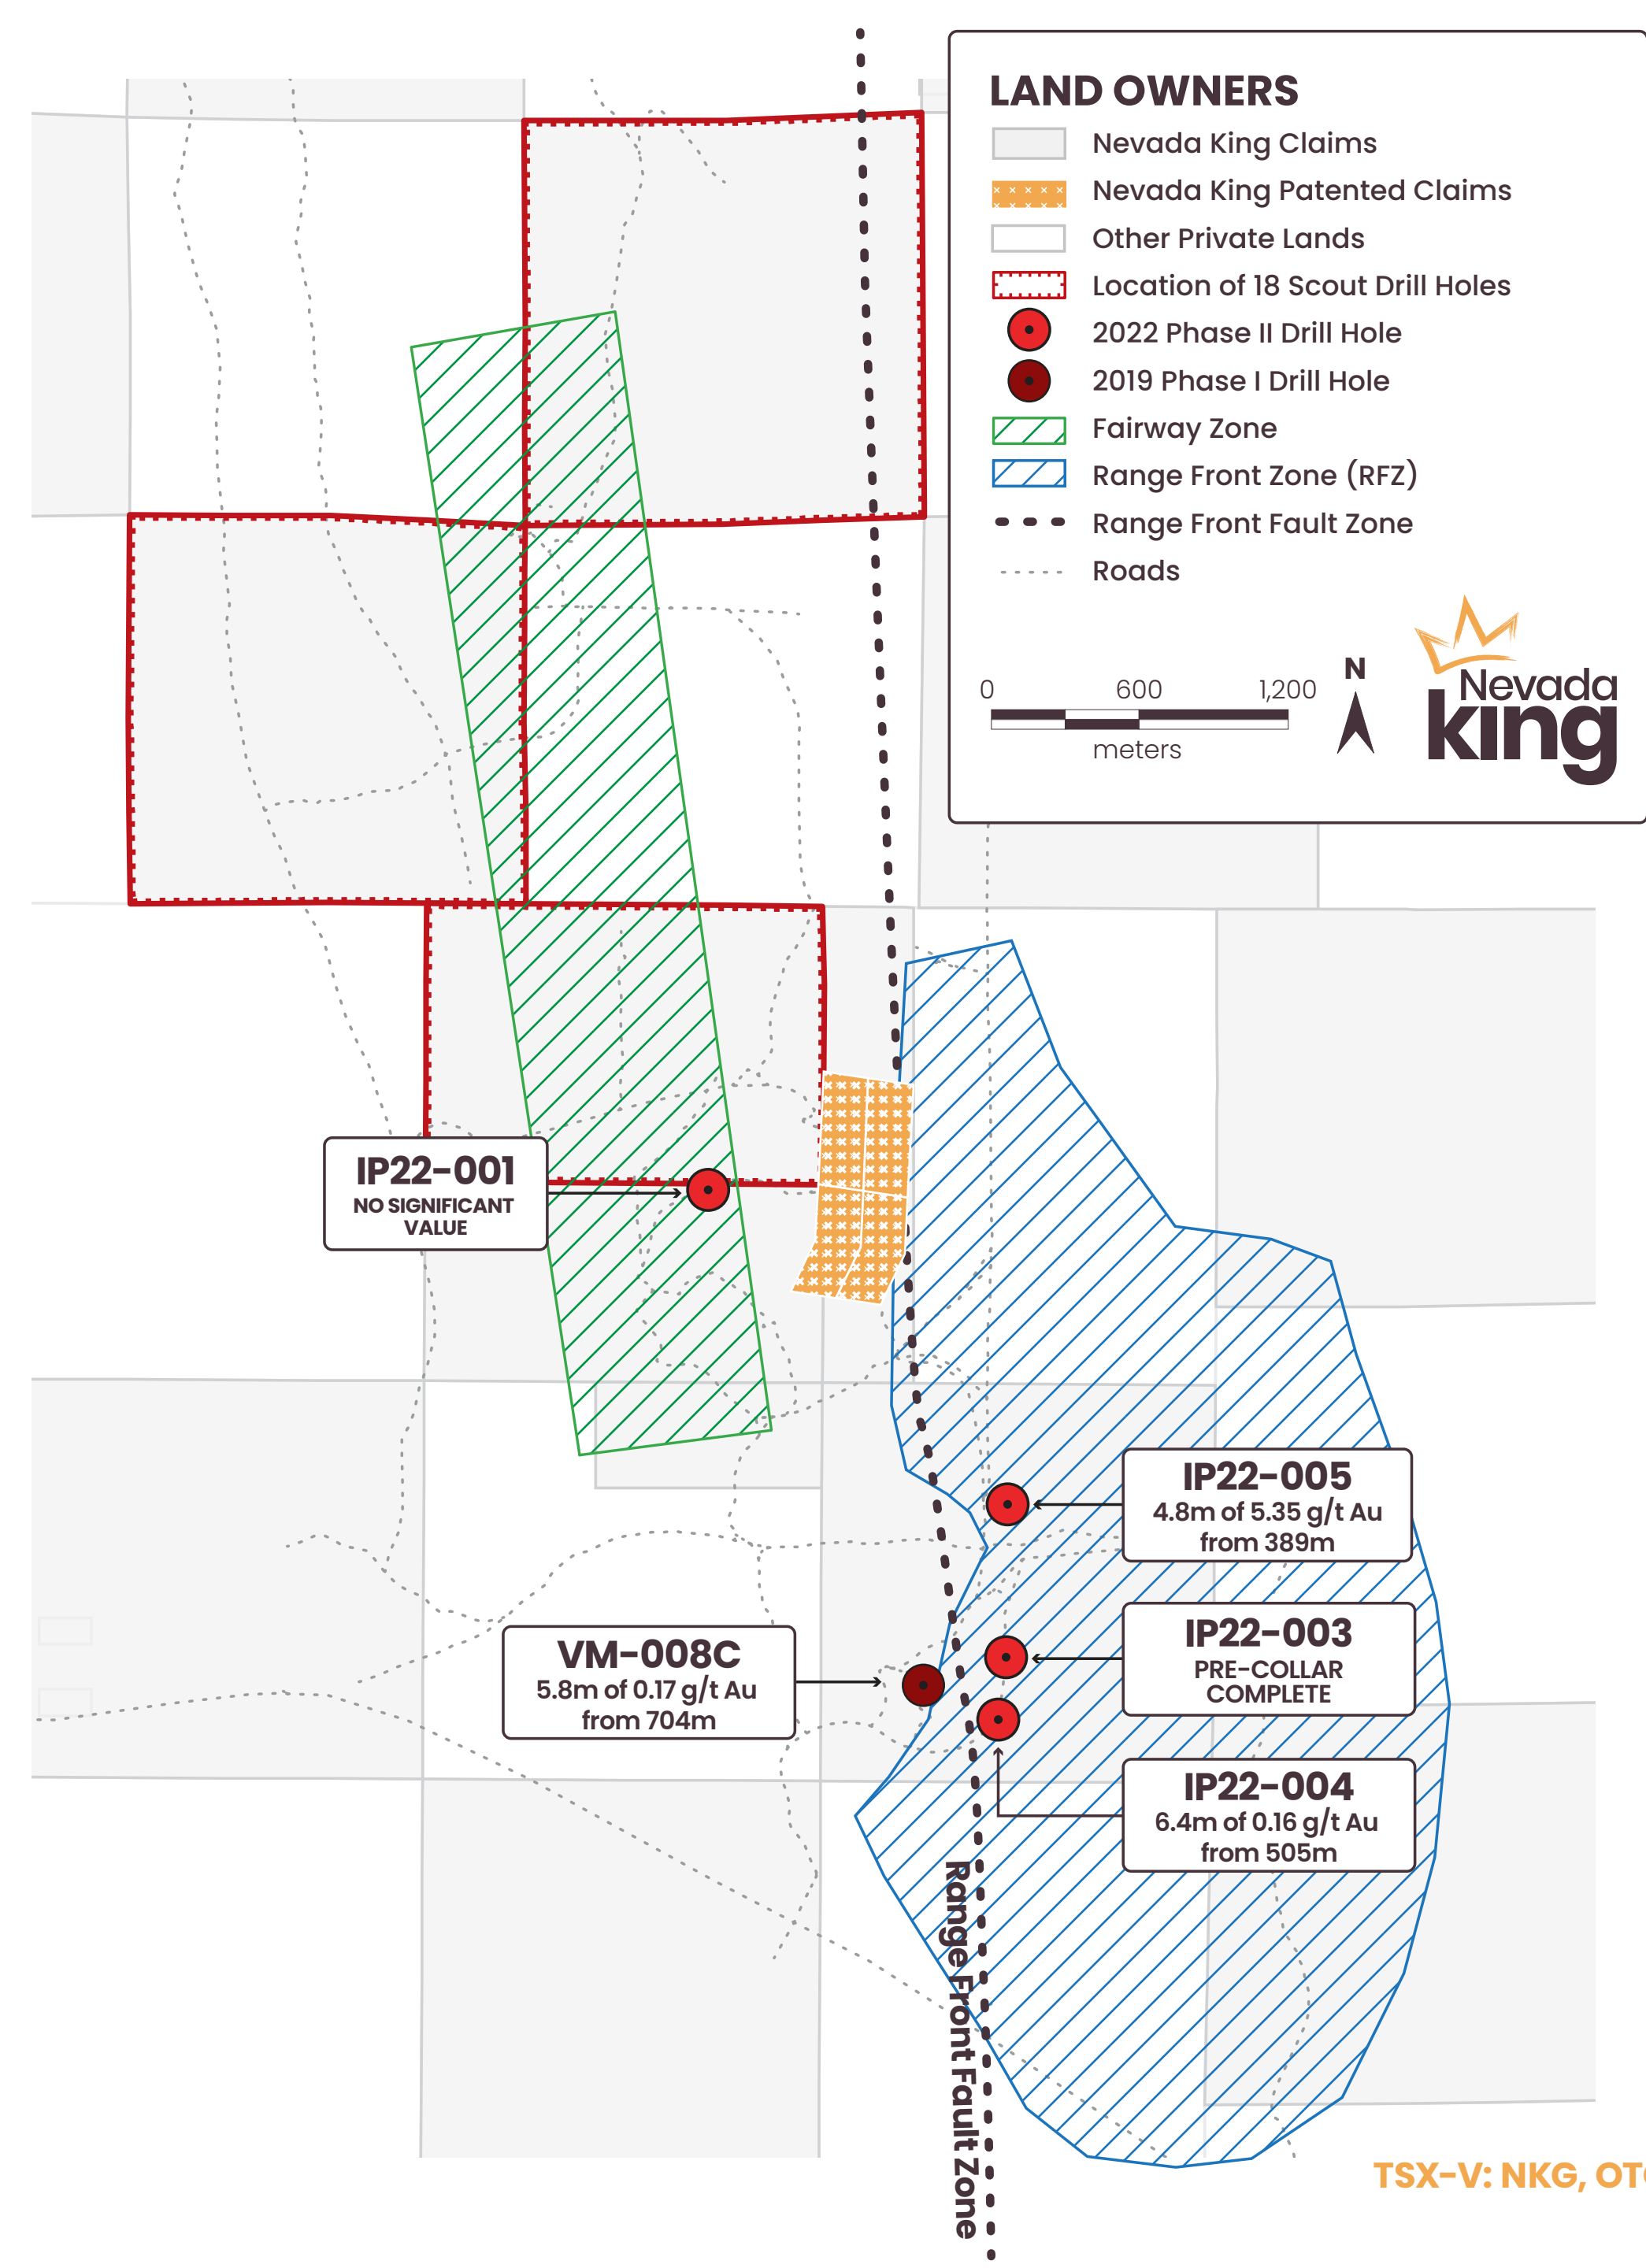 LAND OWNERS
Nevada King Claims
Nevada King Patented Claims
Other Private Lands
Location of 18 Scout Drill Holes
2022 Phase II Drill Hole
2019 Phase I Drill Hole
Fairway Zone
Range Front Zone (RFZ)
Range Front Fault Zone
Roads
0 600 1,200
meters
N
Nevada
king
IP22-001
NO SIGNIFICANT
VALUE
IP22-005
4.8m of 5.35 g/t Au
from 389m
IP22-003
PRE-COLLAR
COMPLETE
VM-008C
5.8m of 0.17 g/t Au
from 704m
IP22-004
6.4m of 0.16 g/t Au
from 505m
Range Front Fault Zone
TSX-V: NKG, OT